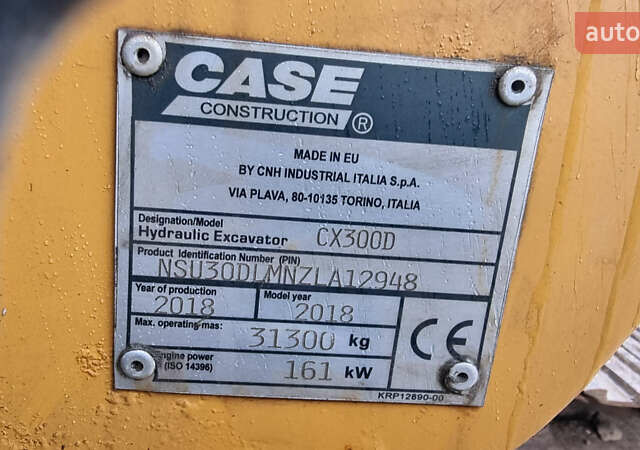 auto
CASE
CONSTRUCTION ®
MADE IN EU
BY CNH INDUSTRIAL ITALIA S.p.A.
VIA PLAVA, 80-10135 TORINO, ITALIA
Designation/Model
Hydraulic Excavator CX300D
Product Identification Number (PIN)
NSU30DLMNZLA12948
Year of production 2018 Model year 2018
Max. operating-mas: 31300 kg
engine power
(ISO 14396) 161 kW
CE
KRP12890-00